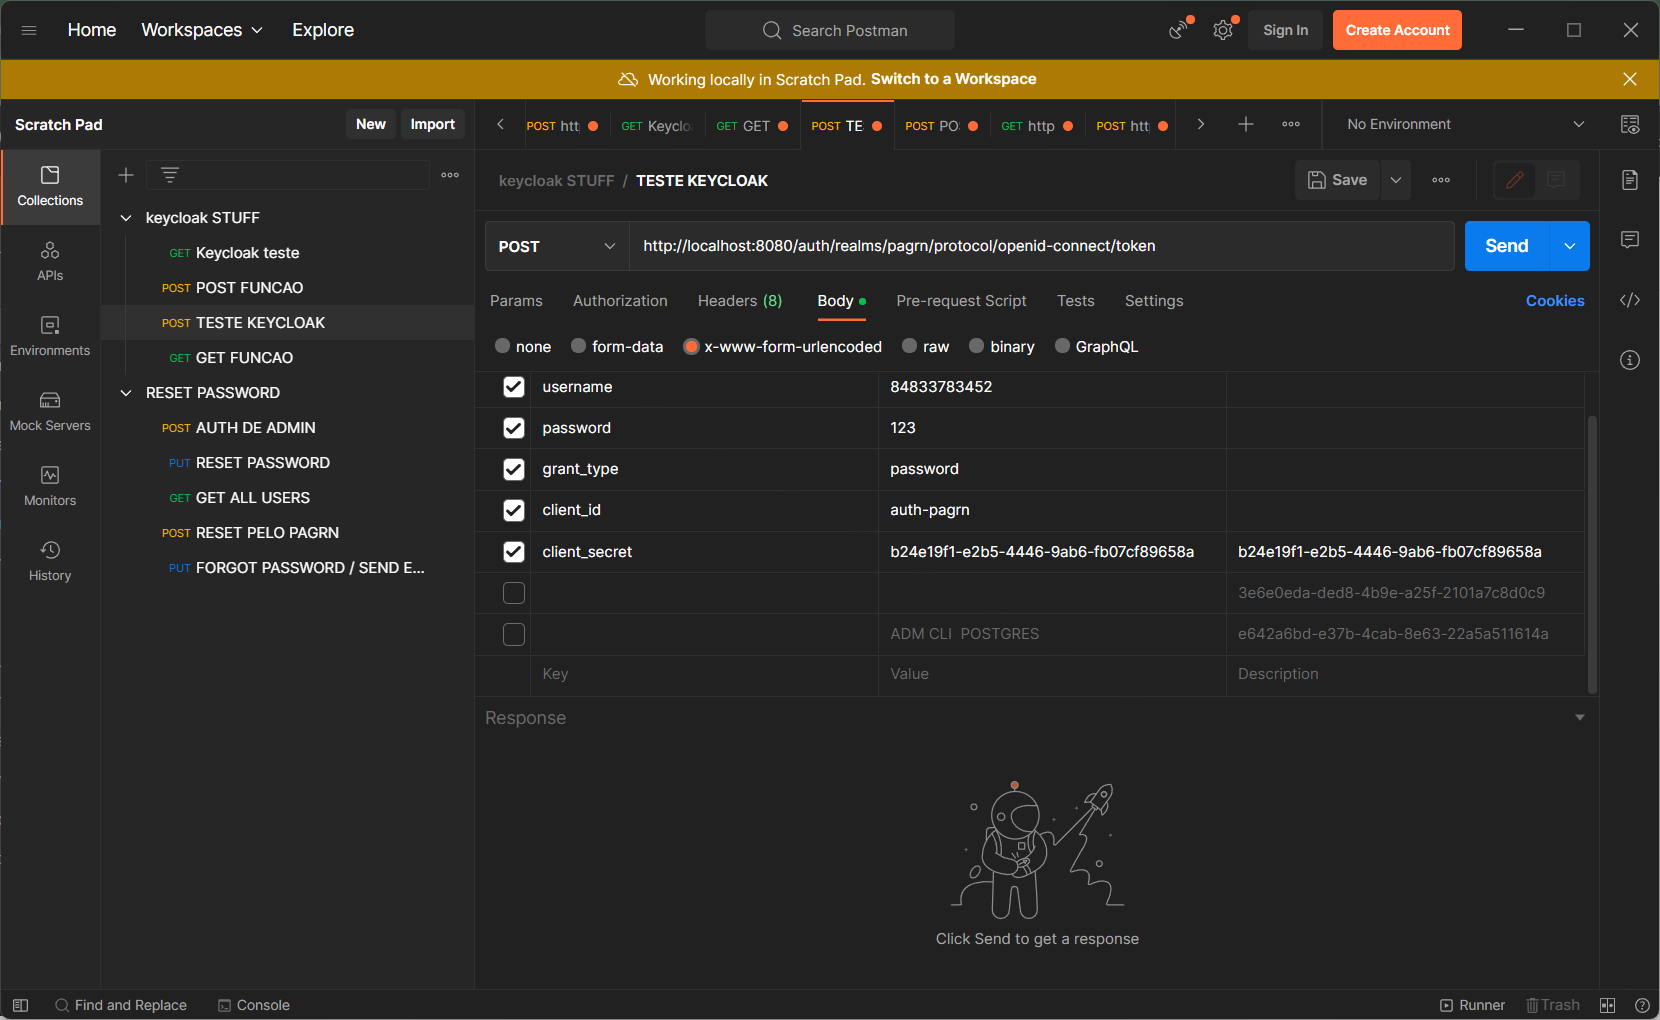 Home Workspaces Explore Search Postman Sign In Create Account
Working locally in Scratch Pad. Switch to a Workspace
Scratch Pad New Import
POST htt GET Keyclo GET GET POST TE POST PO GET http POST htt No Environment
Collections
APIs
Environments
Mock Servers
Monitors
History
keycloak STUFF
GET Keycloak teste
POST POST FUNCAO
POST TESTE KEYCLOAK
GET GET FUNCAO
RESET PASSWORD
POST AUTH DE ADMIN
PUT RESET PASSWORD
GET GET ALL USERS
POST RESET PELO PAGRN
PUT FORGOT PASSWORD / SEND E...
keycloak STUFF / TESTE KEYCLOAK Save
POST http://localhost:8080/auth/realms/pagrn/protocol/openid-connect/token Send
Params Authorization Headers (8) Body Pre-request Script Tests Settings Cookies
none form-data x-www-form-urlencoded raw binary GraphQL
username 84833783452
password 123
grant_type password
client_id auth-pagrn
client_secret b24e19f1-e2b5-4446-9ab6-fb07cf89658a b24e19f1-e2b5-4446-9ab6-fb07cf89658a
3e6e0eda-ded8-4b9e-a25f-2101a7c8d0c9
ADM CLI POSTGRES e642a6bd-e37b-4cab-8e63-22a5a511614a
Key Value Description
Response
Click Send to get a response
Find and Replace Console Runner Trash